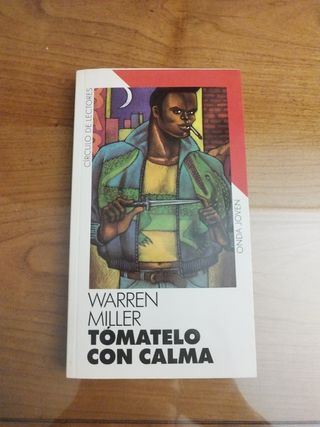 CÍRCULO DE LECTORES
ONDA JOVEN
WARREN
MILLER
TÓMATELO
CON CALMA